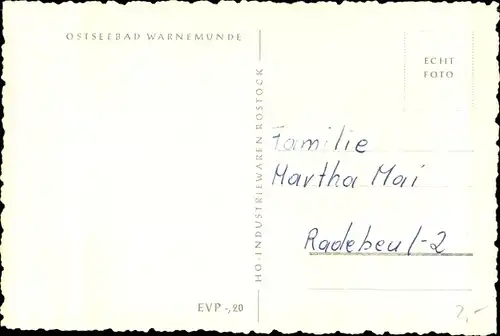 OSTSEEBAD WARNEMÜNDE
HO-INDUSTRIEWAREN ROSTOCK
ECHT
FOTO
Familie
Martha Mai
Radebeul-2
EVP -,20
2,-